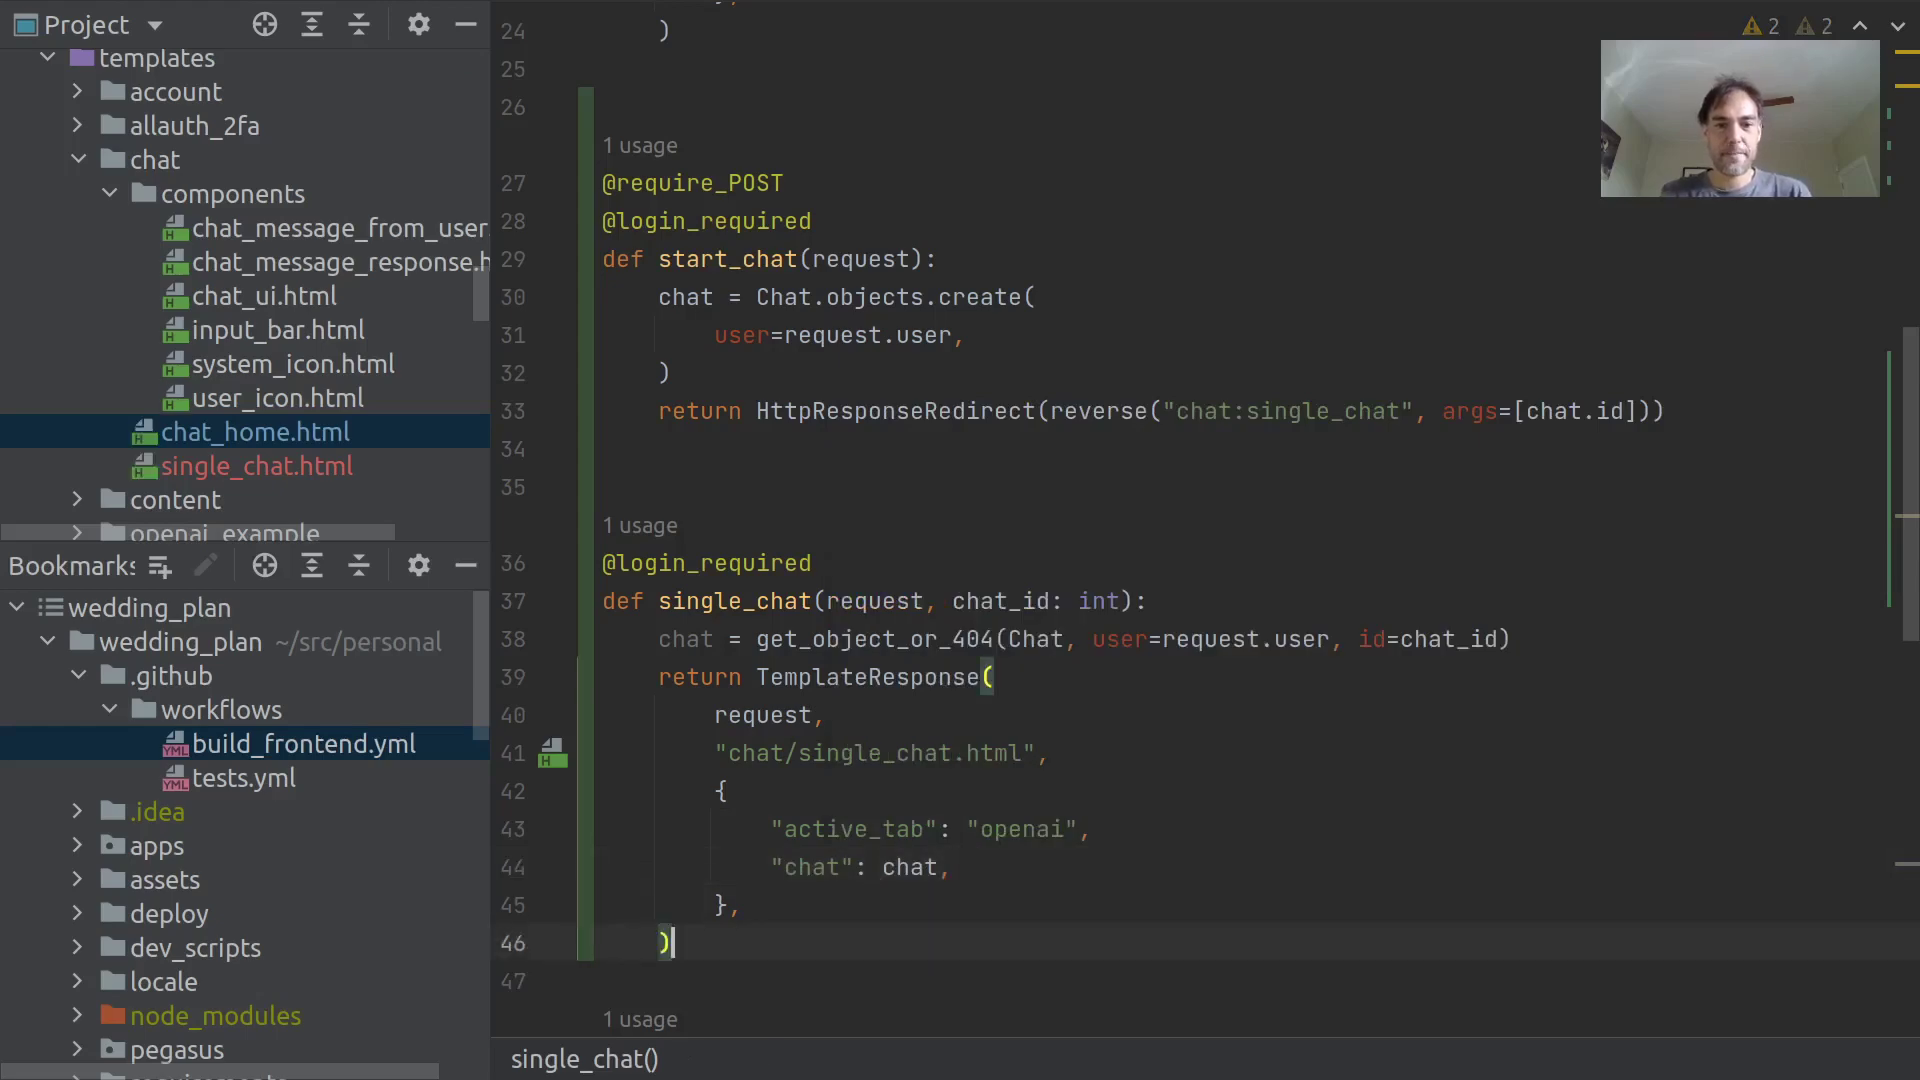 Project
templates
account
allauth_2fa
chat
components
chat_message_from_user.
chat_message_response.h
chat_ui.html
input_bar.html
system_icon.html
user_icon.html
chat_home.html
single_chat.html
content
openai_example
Bookmarks
wedding_plan
wedding_plan ~/src/personal
.github
workflows
build_frontend.yml
tests.yml
.idea
apps
assets
deploy
dev_scripts
locale
node_modules
pegasus
2 2
24 )
25
26
1 usage
27 @require_POST
28 @login_required
29 def start_chat(request):
30 chat = Chat.objects.create(
31 user=request.user,
32 )
33 return HttpResponseRedirect(reverse("chat:single_chat", args=[chat.id]))
34
35
1 usage
36 @login_required
37 def single_chat(request, chat_id: int):
38 chat = get_object_or_404(Chat, user=request.user, id=chat_id)
39 return TemplateResponse(
40 request,
41 "chat/single_chat.html",
42 {
43 "active_tab": "openai",
44 "chat": chat,
45 },
46 )
47
1 usage
single_chat()